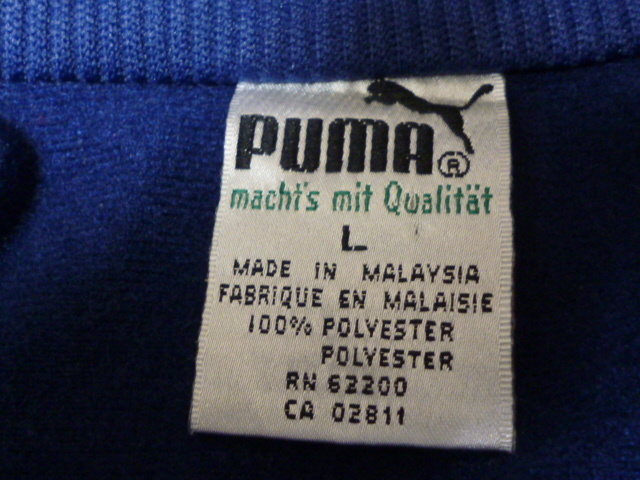 PUMA®
macht's mit Qualität
L
MADE IN MALAYSIA
FABRIQUE EN MALAISIE
100% POLYESTER
POLYESTER
RN 62200
CA 02811